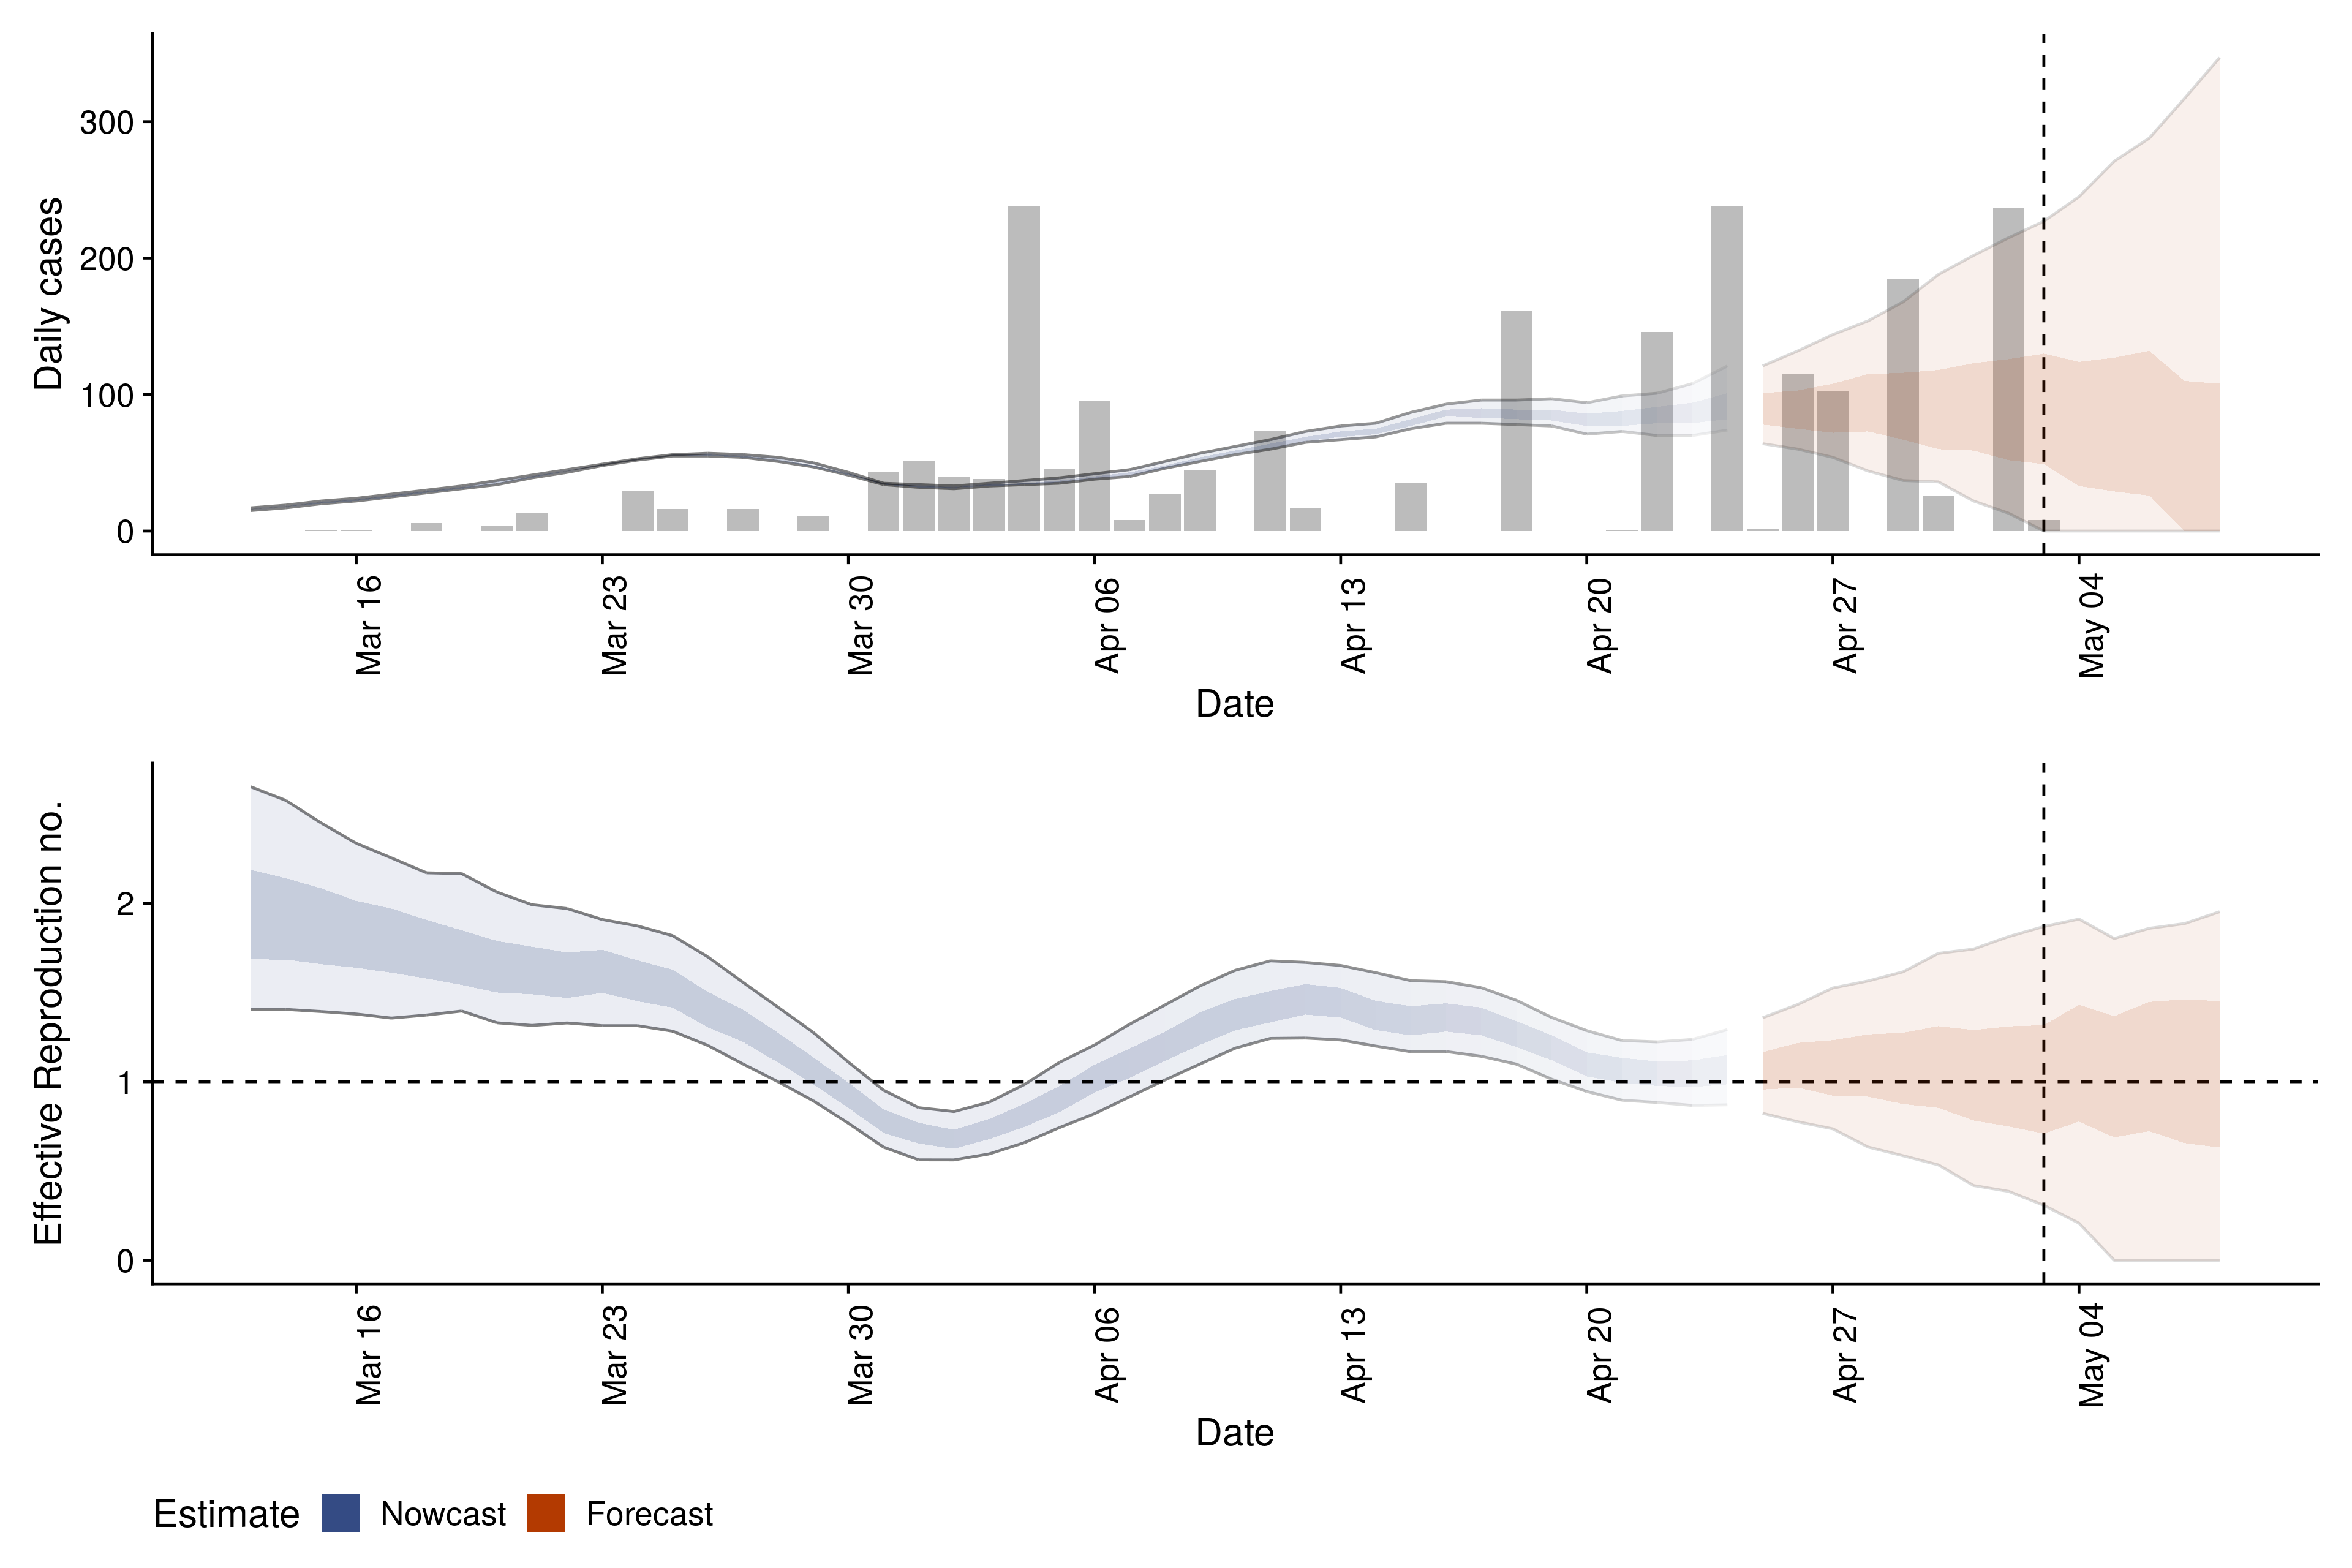 Daily cases
300
200
100
0
Mar 16
Mar 23
Mar 30
Apr 06
Apr 13
Apr 20
Apr 27
May 04
Date
Effective Reproduction no.
2
1
0
Mar 16
Mar 23
Mar 30
Apr 06
Apr 13
Apr 20
Apr 27
May 04
Date
Estimate Nowcast Forecast